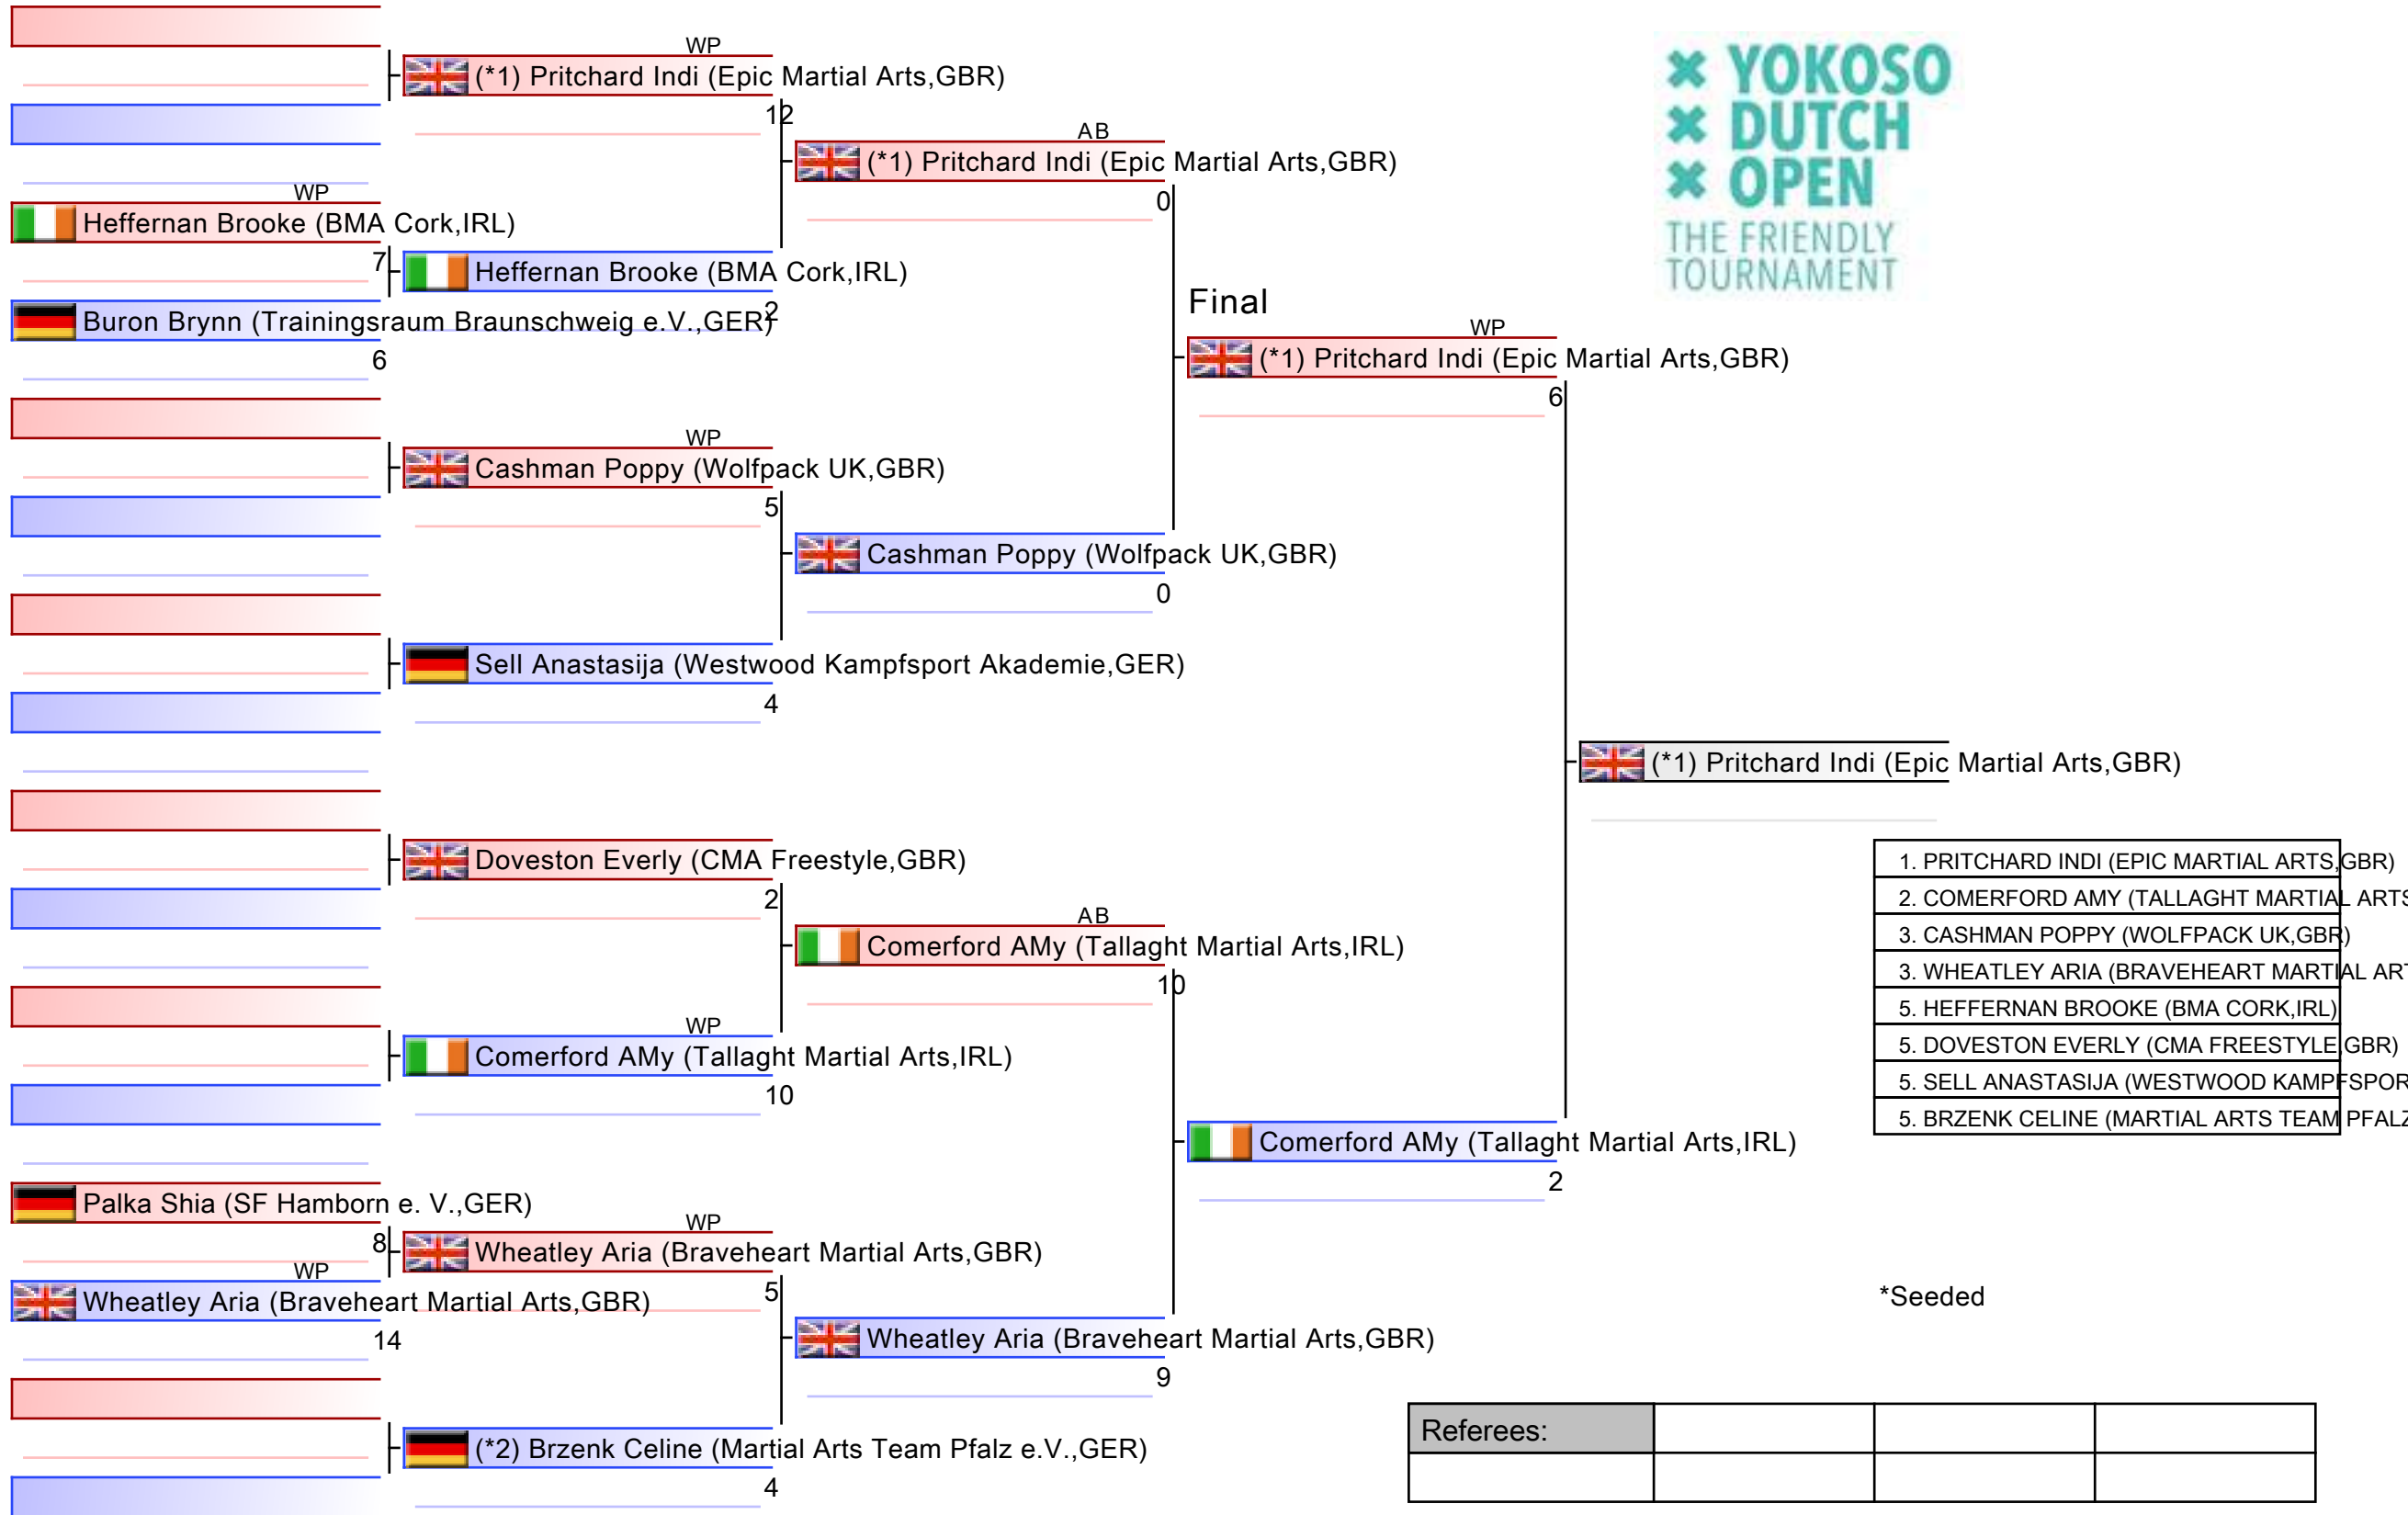 WP
(*1) Pritchard Indi (Epic Martial Arts,GBR)
12
WP
Heffernan Brooke (BMA Cork,IRL)
7
Heffernan Brooke (BMA Cork,IRL)
2
Buron Brynn (Trainingsraum Braunschweig e.V.,GER)
6
AB
(*1) Pritchard Indi (Epic Martial Arts,GBR)
0
WP
Cashman Poppy (Wolfpack UK,GBR)
5
Cashman Poppy (Wolfpack UK,GBR)
0
Sell Anastasija (Westwood Kampfsport Akademie,GER)
4
Final
WP
(*1) Pritchard Indi (Epic Martial Arts,GBR)
6
YOKOSO
DUTCH
OPEN
THE FRIENDLY
TOURNAMENT
(*1) Pritchard Indi (Epic Martial Arts,GBR)
Doveston Everly (CMA Freestyle,GBR)
2
AB
Comerford AMy (Tallaght Martial Arts,IRL)
10
WP
Comerford AMy (Tallaght Martial Arts,IRL)
10
Comerford AMy (Tallaght Martial Arts,IRL)
2
Palka Shia (SF Hamborn e. V.,GER)
8
WP
Wheatley Aria (Braveheart Martial Arts,GBR)
5
WP
Wheatley Aria (Braveheart Martial Arts,GBR)
14
Wheatley Aria (Braveheart Martial Arts,GBR)
9
(*2) Brzenk Celine (Martial Arts Team Pfalz e.V.,GER)
4
1. PRITCHARD INDI (EPIC MARTIAL ARTS,GBR)
2. COMERFORD AMY (TALLAGHT MARTIAL ARTS
3. CASHMAN POPPY (WOLFPACK UK,GBR)
3. WHEATLEY ARIA (BRAVEHEART MARTIAL ART
5. HEFFERNAN BROOKE (BMA CORK,IRL)
5. DOVESTON EVERLY (CMA FREESTYLE,GBR)
5. SELL ANASTASIJA (WESTWOOD KAMPFSPOR
5. BRZENK CELINE (MARTIAL ARTS TEAM PFALZ
*Seeded
Referees: